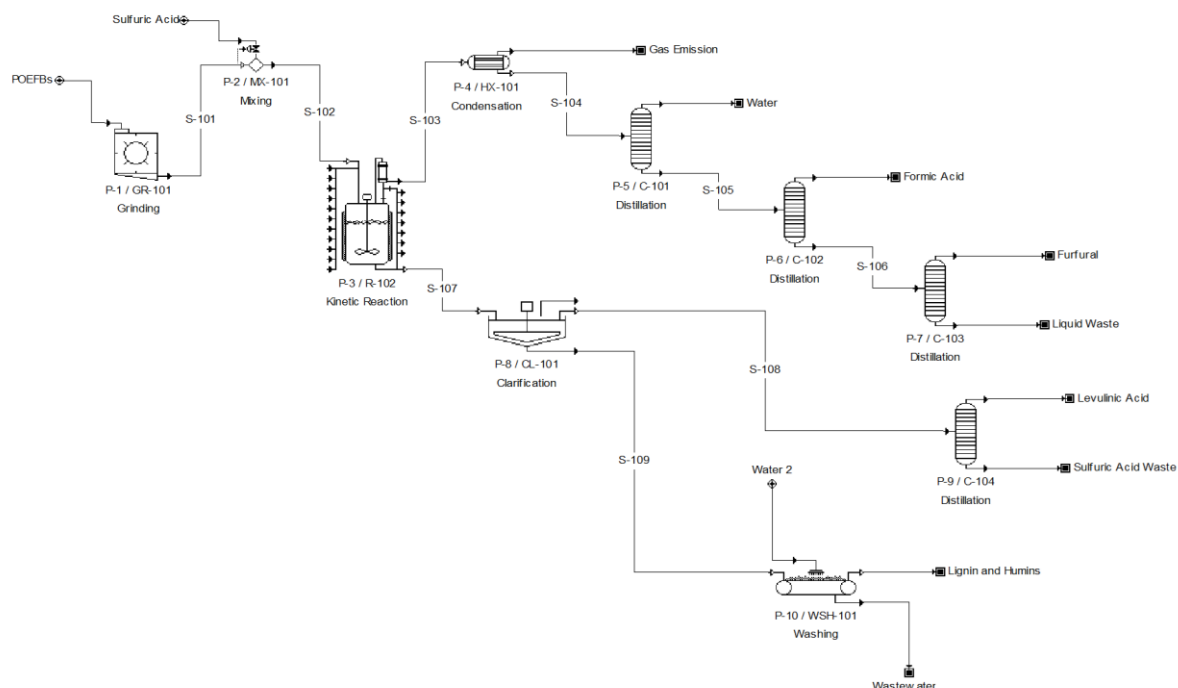 Sulfuric Acid
POEFBs
P-2 / MX-101
Mixing
S-101
S-102
P-1 / GR-101
Grinding
P-3 / R-102
Kinetic Reaction
S-103
P-4 / HX-101
Condensation
Gas Emission
S-104
Water
P-5 / C-101
Distillation
S-105
Formic Acid
P-6 / C-102
Distillation
S-106
Furfural
Liquid Waste
P-7 / C-103
Distillation
S-107
P-8 / CL-101
Clarification
S-108
Levulinic Acid
Sulfuric Acid Waste
P-9 / C-104
Distillation
S-109
Water 2
Lignin and Humins
P-10 / WSH-101
Washing
Wastewater